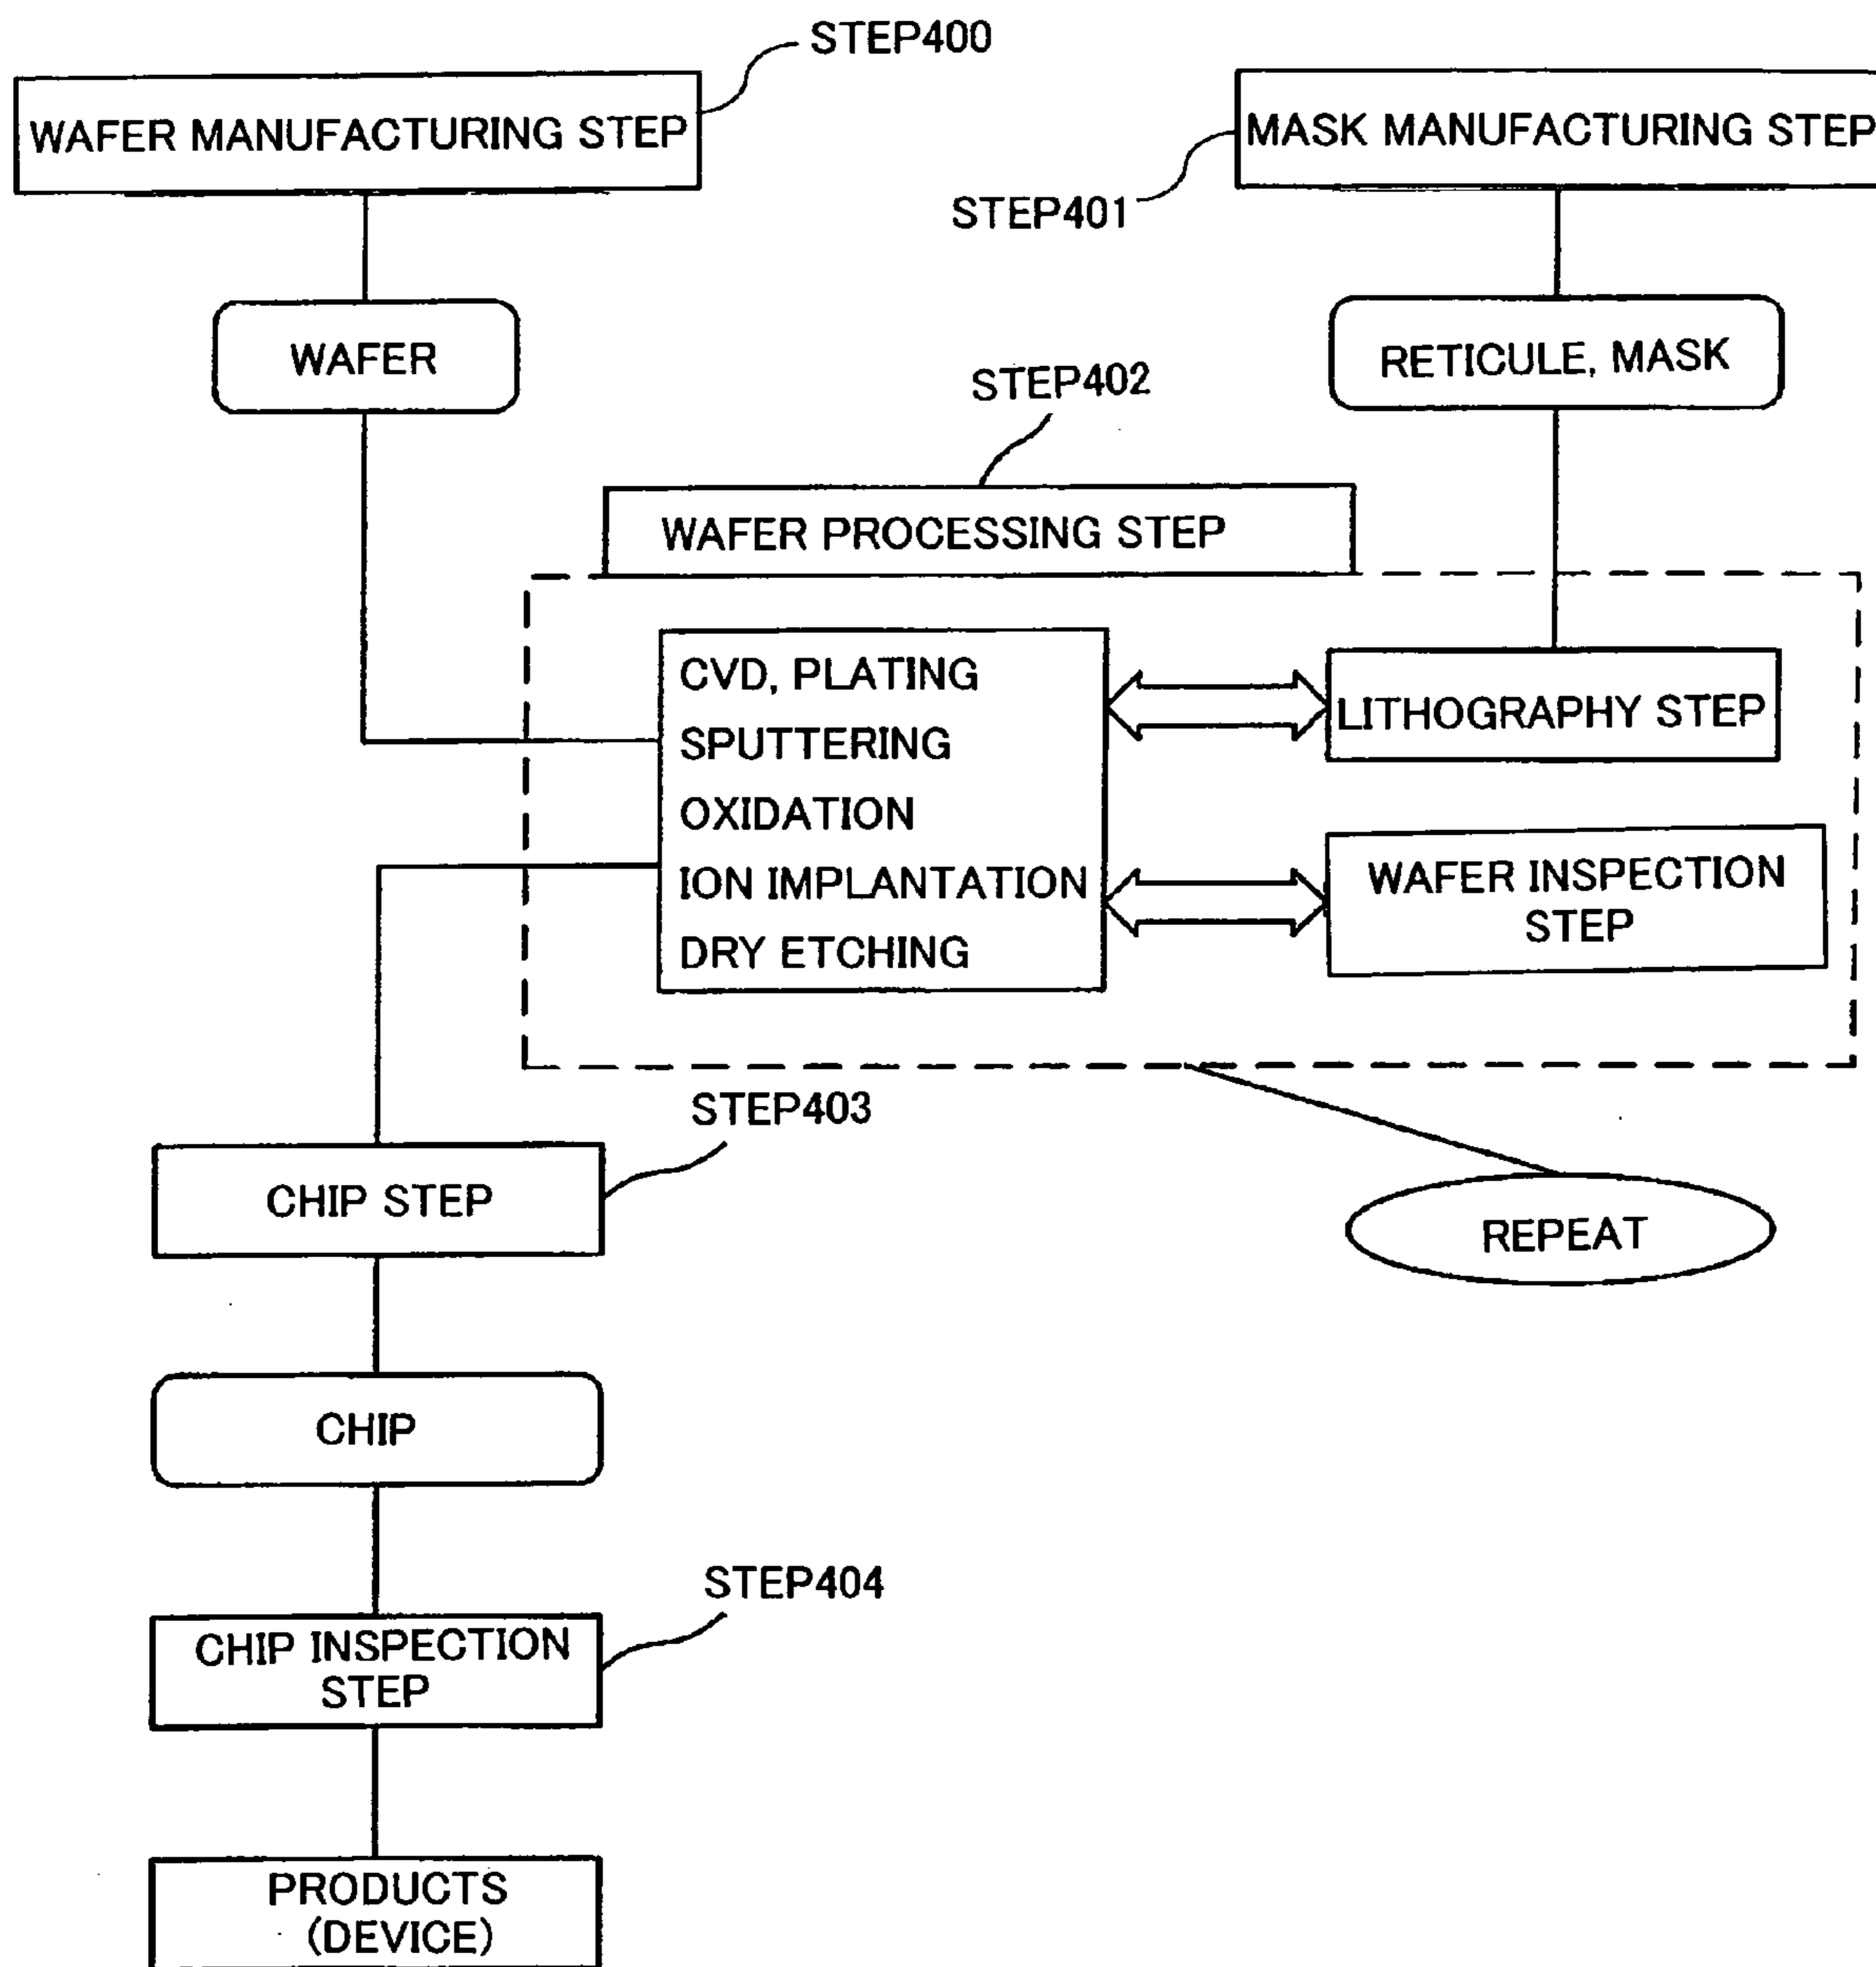 STEP400
WAFER MANUFACTURING STEP
MASK MANUFACTURING STEP
STEP401
WAFER
RETICULE, MASK
STEP402
WAFER PROCESSING STEP
CVD, PLATING
SPUTTERING
OXIDATION
ION IMPLANTATION
DRY ETCHING
LITHOGRAPHY STEP
WAFER INSPECTION
STEP
STEP403
CHIP STEP
REPEAT
CHIP
STEP404
CHIP INSPECTION
STEP
PRODUCTS
(DEVICE)